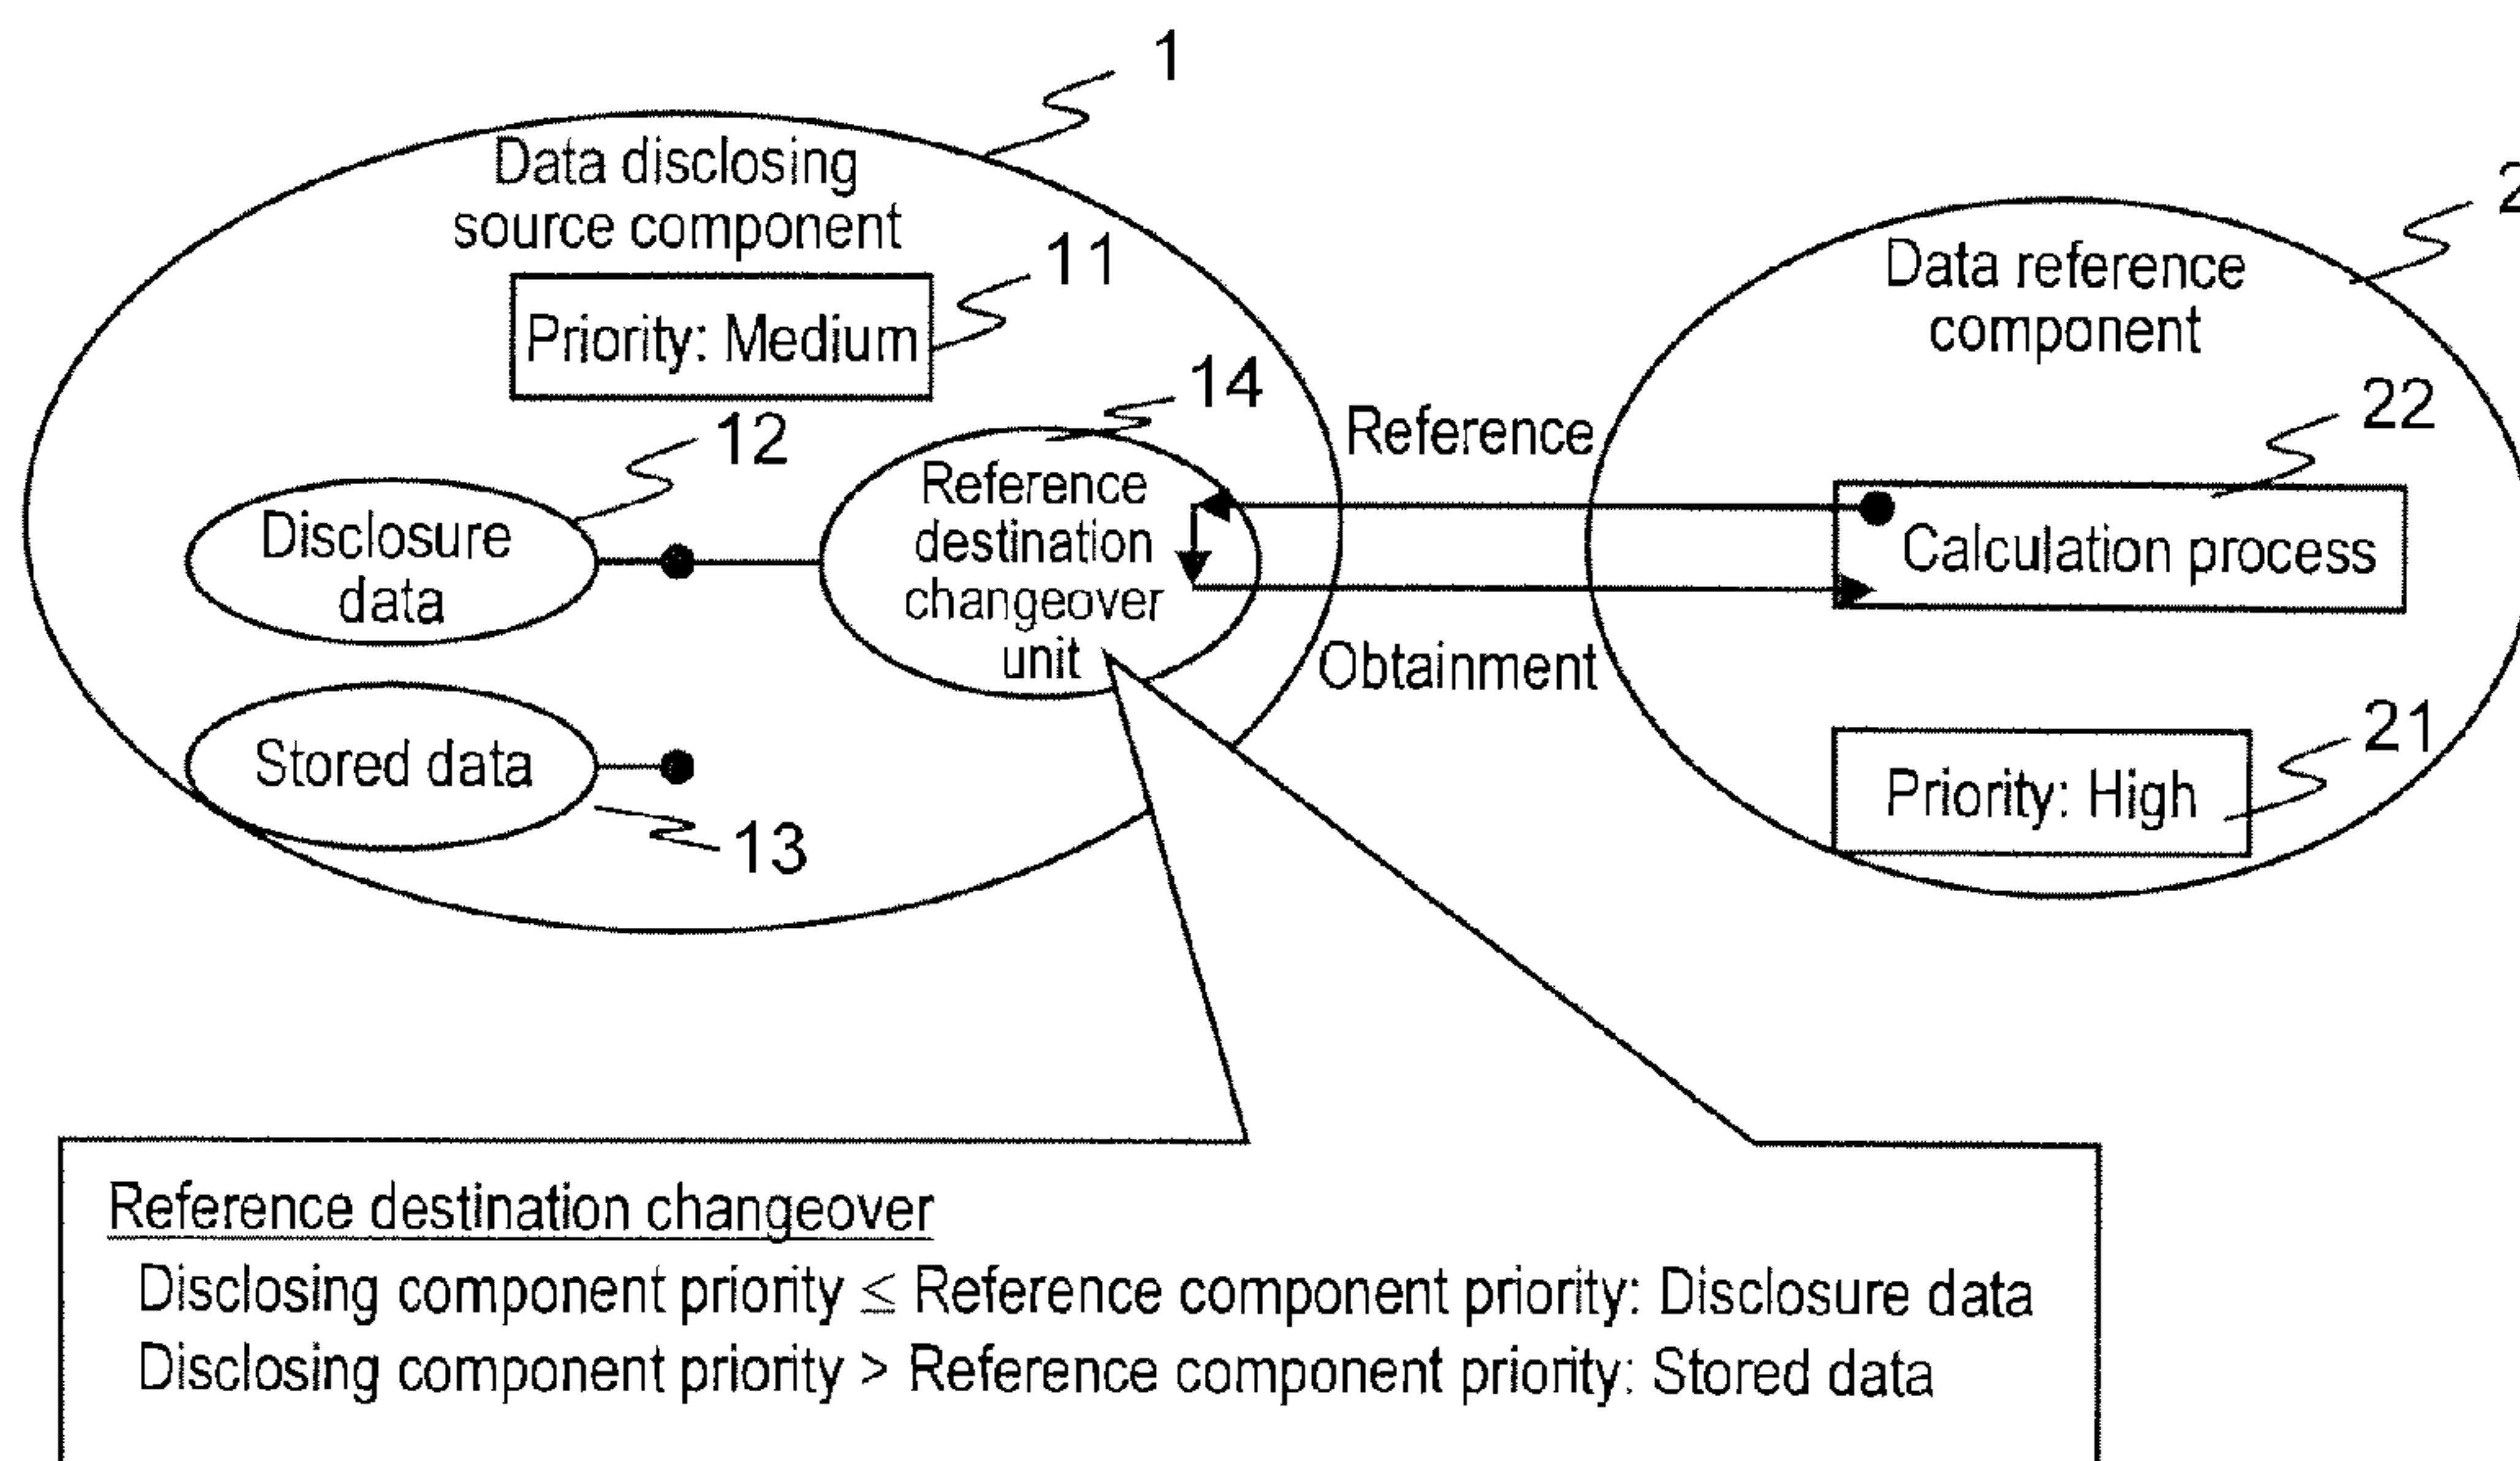 1
Data disclosing
source component
11
Priority: Medium
12
14
Disclosure
data
Reference
destination
changeover
unit
Stored data
13
Reference
Obtainment
2
Data reference
component
22
Calculation process
21
Priority: High
Reference destination changeover
Disclosing component priority ≤ Reference component priority: Disclosure data
Disclosing component priority > Reference component priority: Stored data